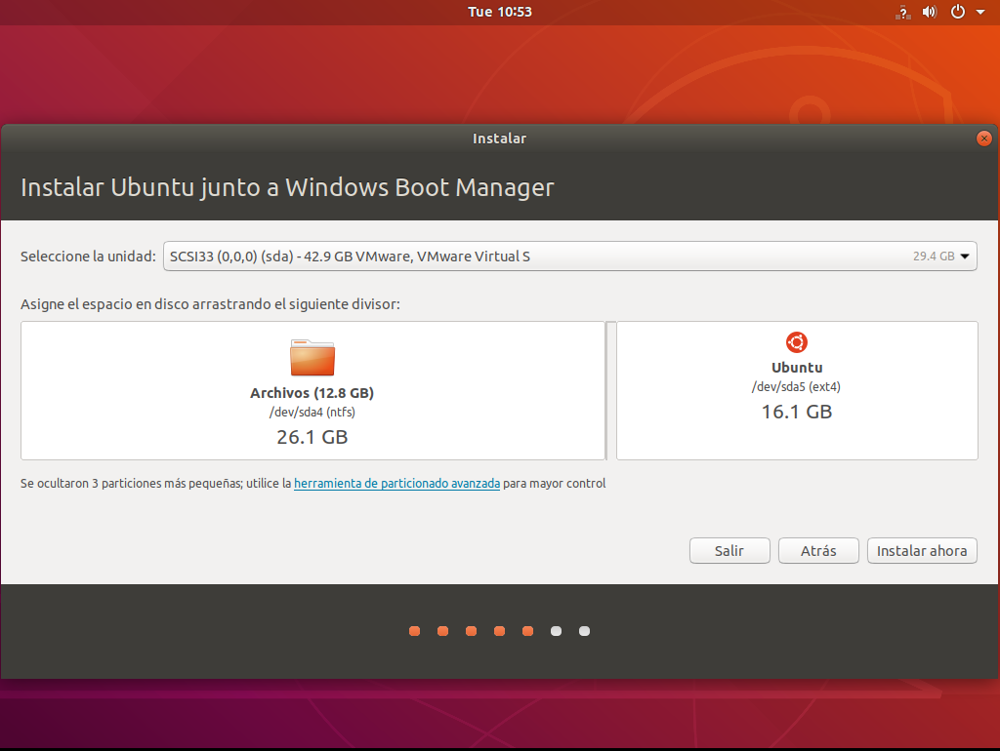 Tue 10:53
?
Instalar
Instalar Ubuntu junto a Windows Boot Manager
Seleccione la unidad: SCSI33 (0,0,0) (sda) - 42.9 GB VMware, VMware Virtual S 29.4 GB
Asigne el espacio en disco arrastrando el siguiente divisor:
Archivos (12.8 GB)
/dev/sda4 (ntfs)
26.1 GB
Ubuntu
/dev/sda5 (ext4)
16.1 GB
Se ocultaron 3 particiones más pequeñas; utilice la herramienta de particionado avanzada para mayor control
Salir Atrás Instalar ahora